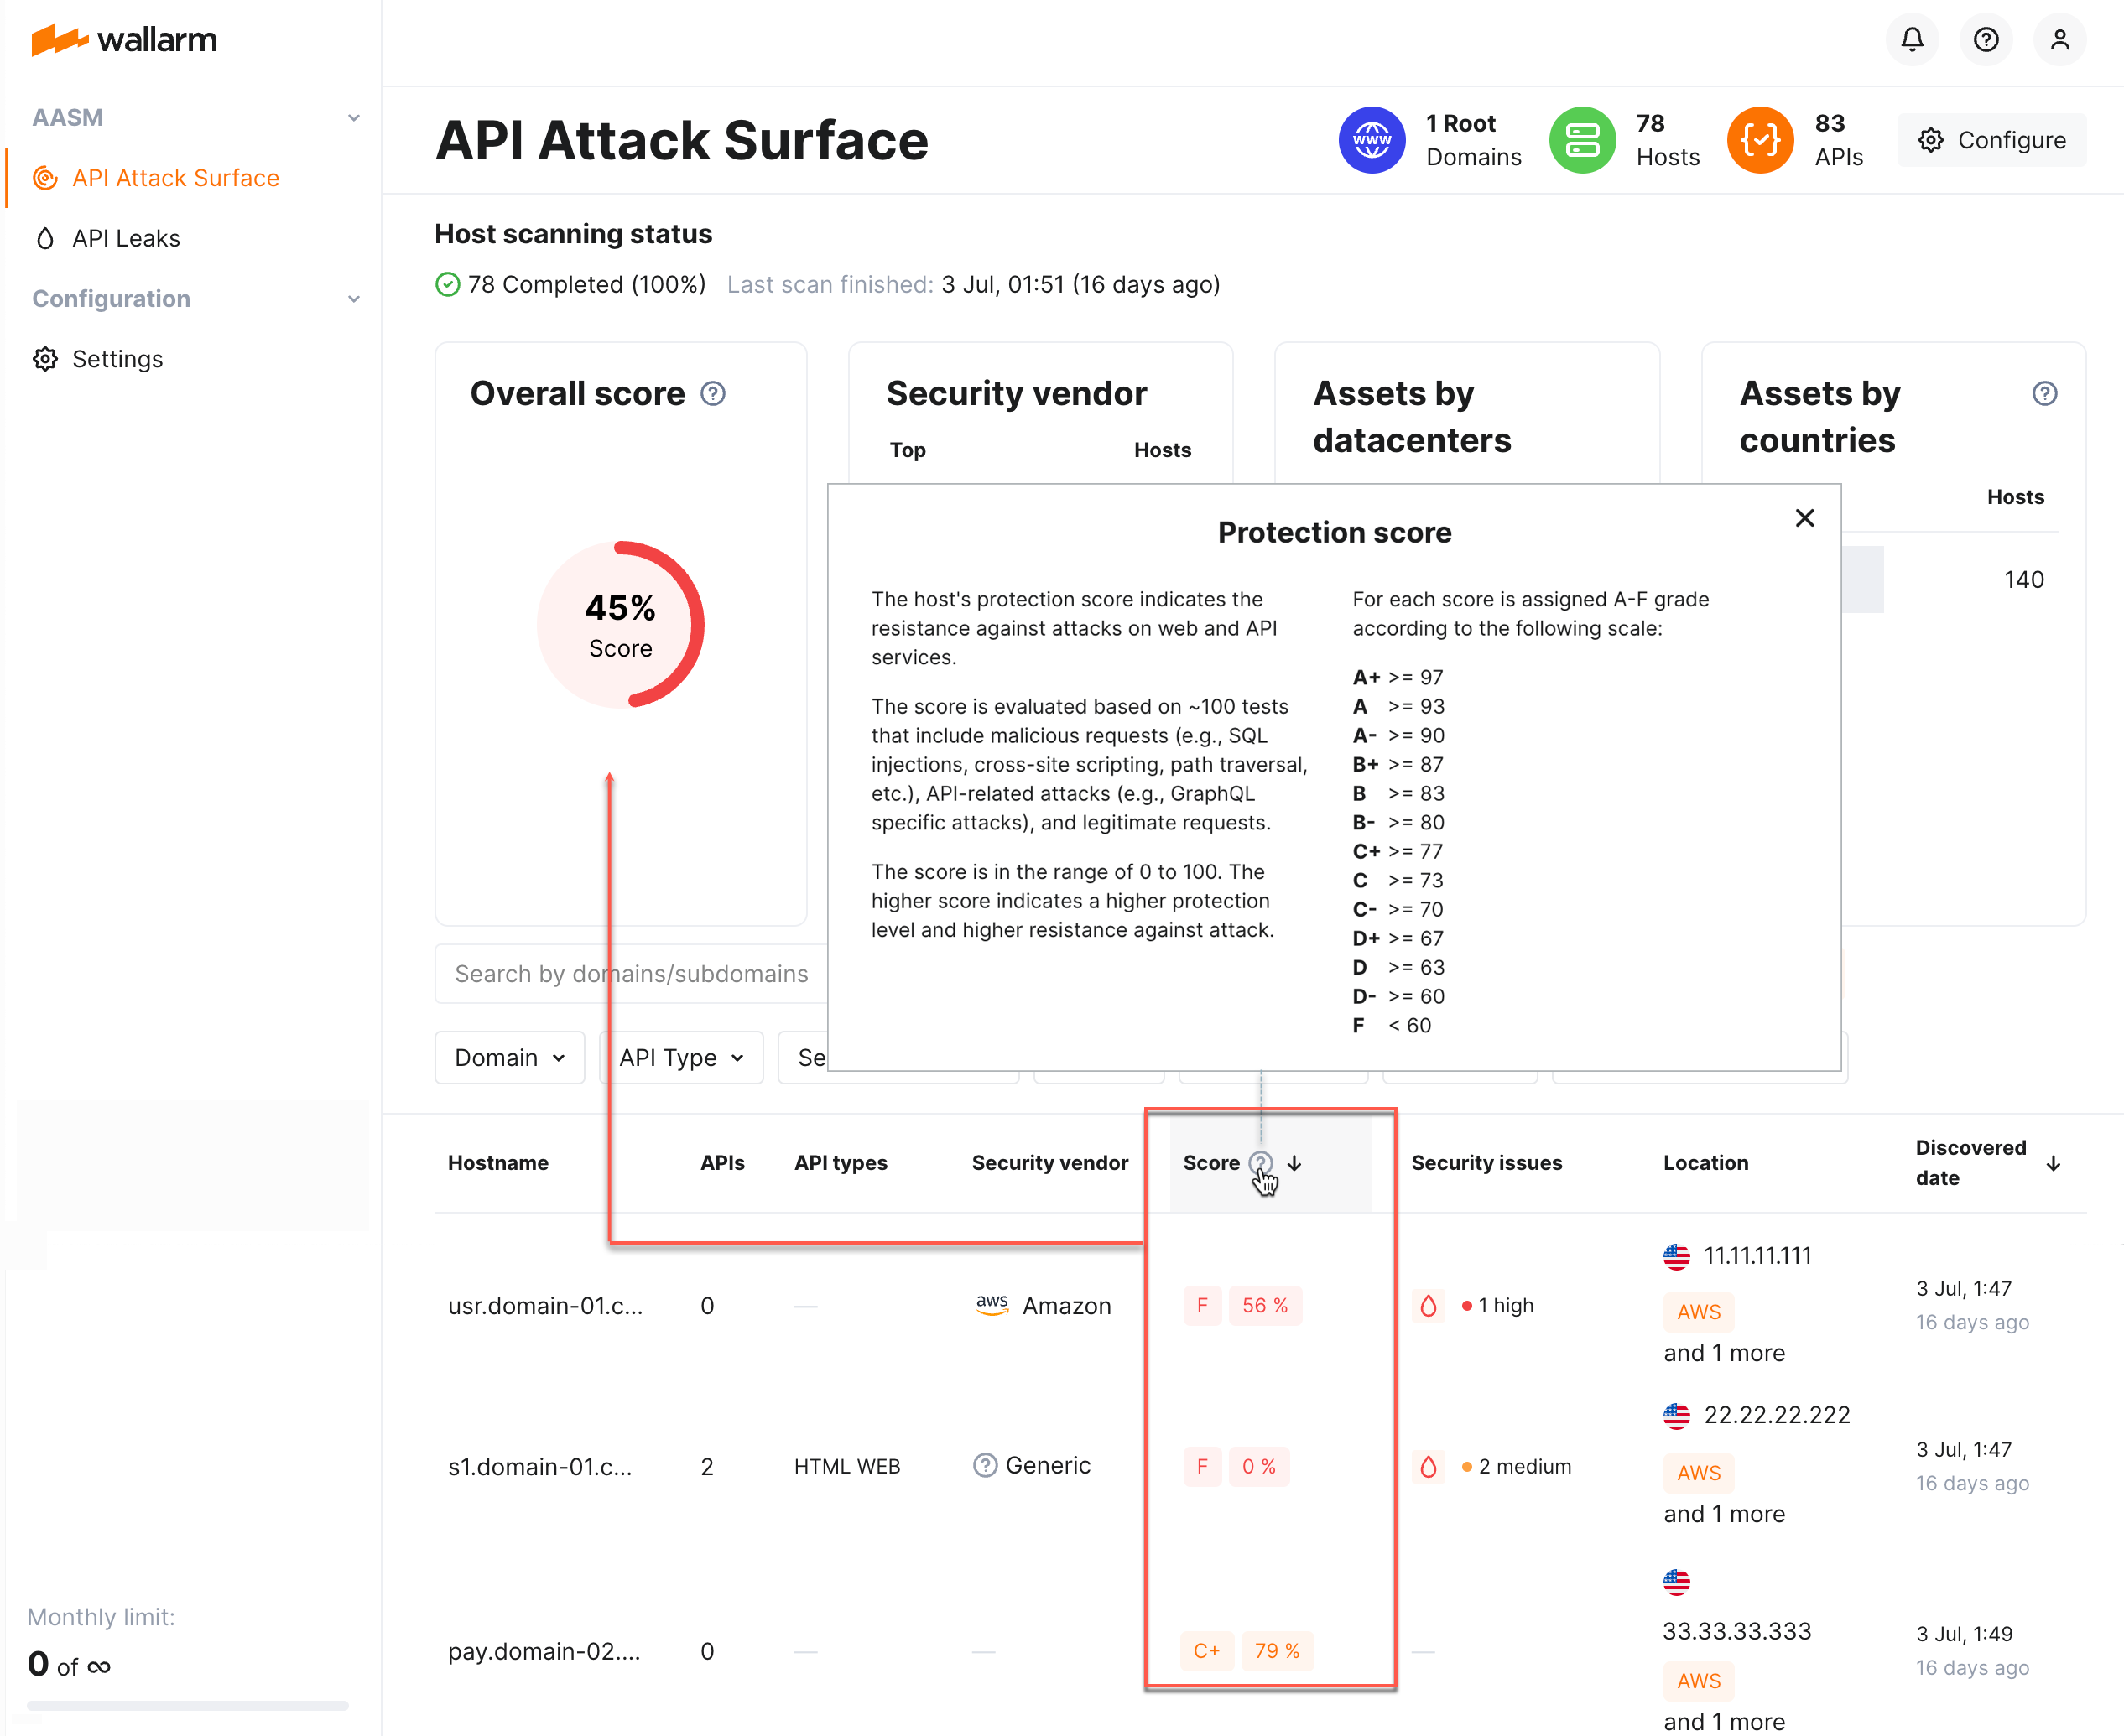 wallarm
AASM
API Attack Surface
API Leaks
Configuration
Settings
Monthly limit:
0 of ∞
API Attack Surface
1 Root
Domains
78
Hosts
83
APIs
Configure
Host scanning status
78 Completed (100%) Last scan finished: 3 Jul, 01:51 (16 days ago)
Overall score
45%
Score
Security vendor
Top Hosts
Assets by
datacenters
Assets by
countries
Hosts
140
Protection score
The host's protection score indicates the
resistance against attacks on web and API
services.
The score is evaluated based on ~100 tests
that include malicious requests (e.g., SQL
injections, cross-site scripting, path traversal,
etc.), API-related attacks (e.g., GraphQL
specific attacks), and legitimate requests.
The score is in the range of 0 to 100. The
higher score indicates a higher protection
level and higher resistance against attack.
For each score is assigned A-F grade
according to the following scale:
A+ >= 97
A >= 93
A- >= 90
B+ >= 87
B >= 83
B- >= 80
C+ >= 77
C >= 73
C- >= 70
D+ >= 67
D >= 63
D- >= 60
F < 60
Search by domains/subdomains
Domain API Type Se
Hostname APIs API types Security vendor Score Security issues Location Discovered
date
usr.domain-01.c... 0 — aws Amazon F 56 % 1 high 11.11.11.111
AWS
and 1 more
3 Jul, 1:47
16 days ago
s1.domain-01.c... 2 HTML WEB Generic F 0 % 2 medium 22.22.22.222
AWS
and 1 more
3 Jul, 1:47
16 days ago
pay.domain-02.... 0 — — C+ 79 % — 33.33.33.333
AWS
and 1 more
3 Jul, 1:49
16 days ago